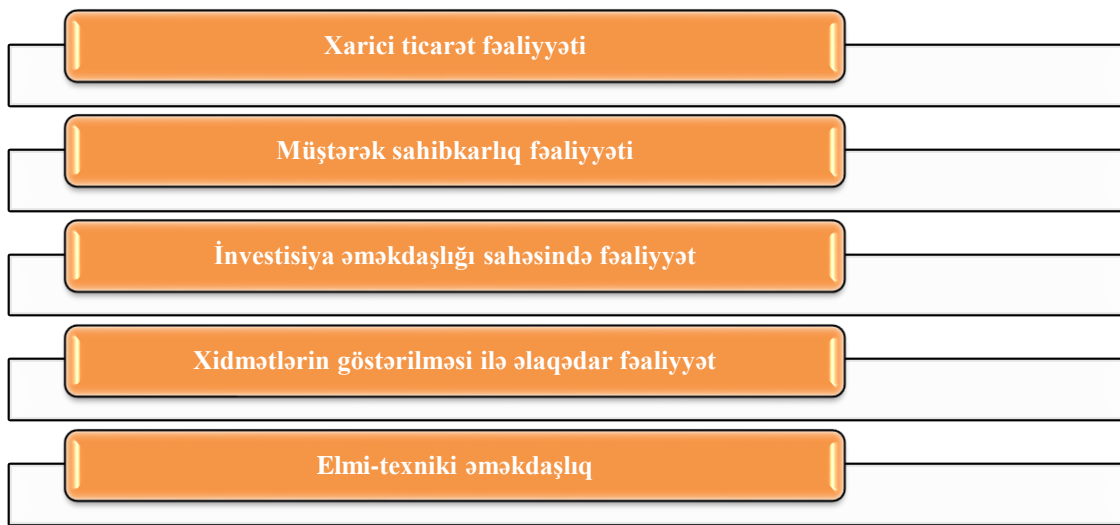 Xarici ticarət fəaliyyəti
Müştərək sahibkarlıq fəaliyyəti
İnvestisiya əməkdaşlığı sahəsində fəaliyyət
Xidmətlərin göstərilməsi ilə əlaqədar fəaliyyət
Elmi-texniki əməkdaşlıq